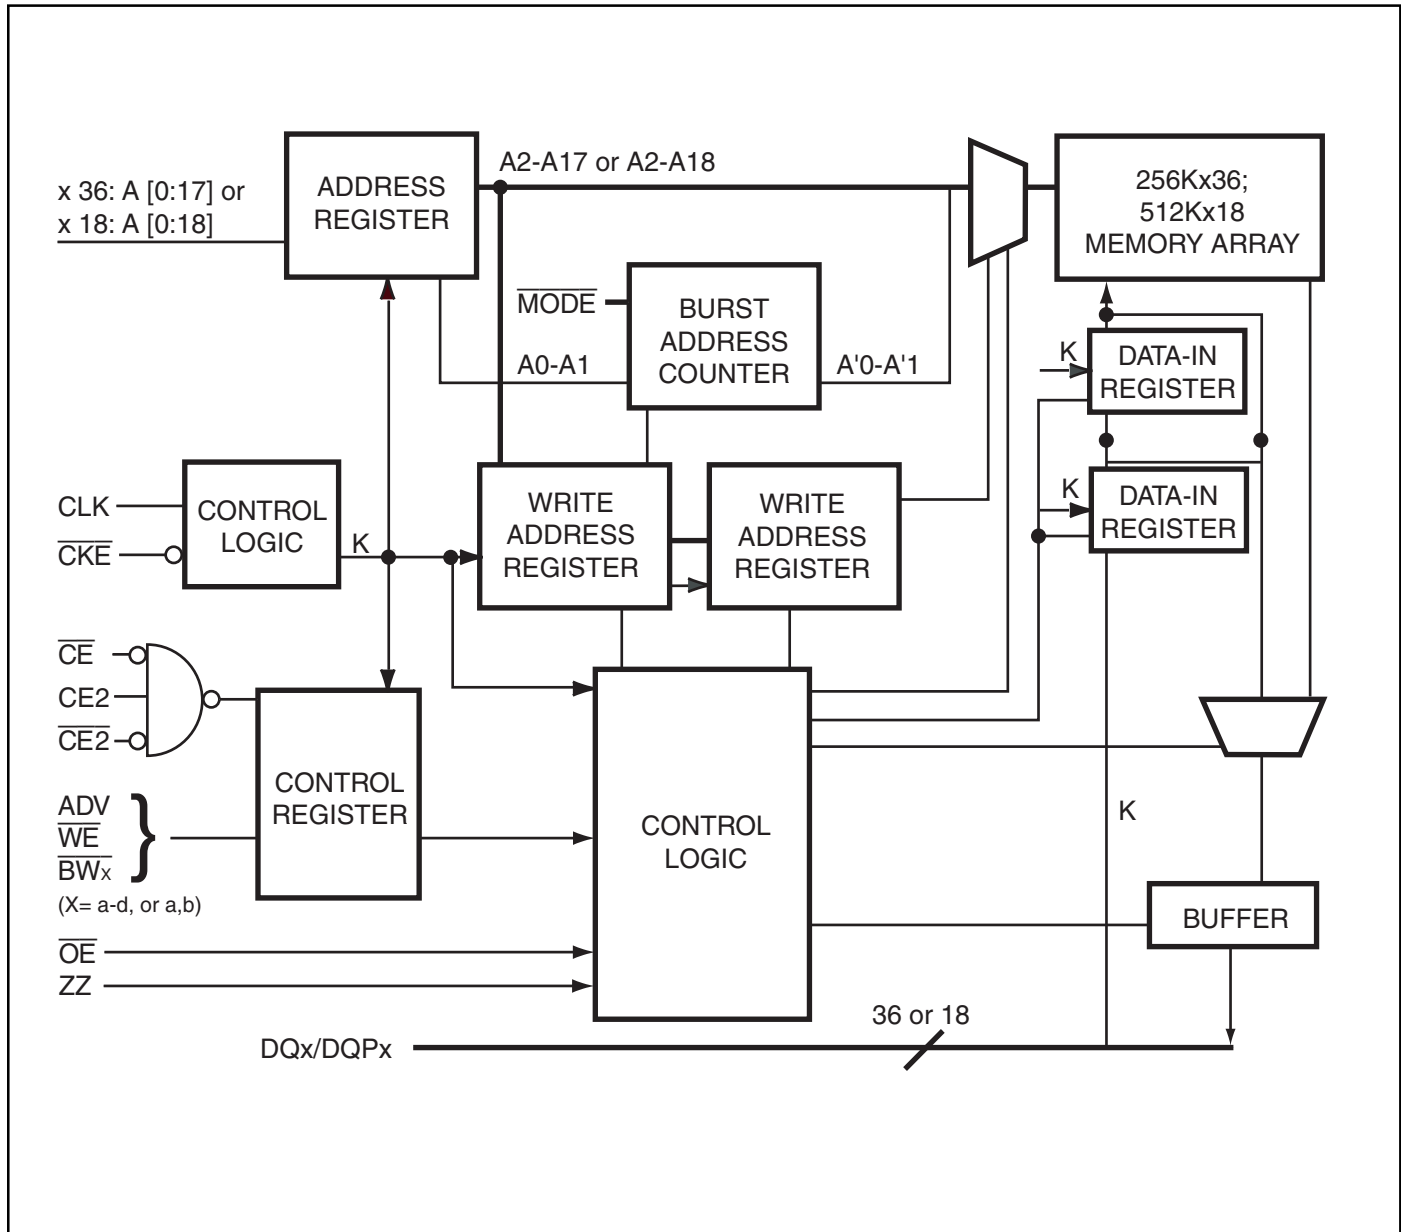 x 36: A [0:17] or
x 18: A [0:18]
ADDRESS
REGISTER
A2-A17 or A2-A18
256Kx36;
512Kx18
MEMORY ARRAY
MODE
BURST
ADDRESS
COUNTER
A0-A1
A'0-A'1
K
DATA-IN
REGISTER
K
DATA-IN
REGISTER
CLK
CKE
CONTROL
LOGIC
K
WRITE
ADDRESS
REGISTER
WRITE
ADDRESS
REGISTER
CE
CE2
CE2
CONTROL
REGISTER
ADV
WE
BWx
(X= a-d, or a,b)
CONTROL
LOGIC
K
BUFFER
OE
ZZ
36 or 18
DQx/DQPx